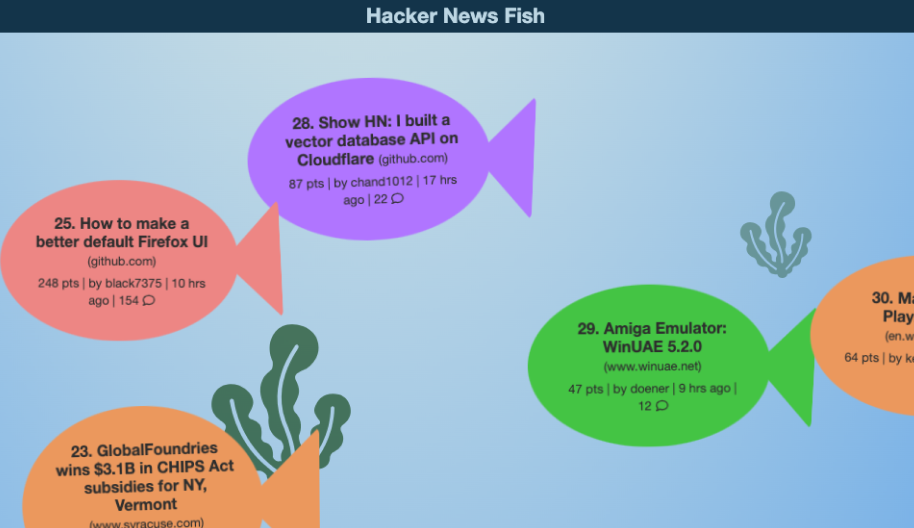 Hacker News Fish
28. Show HN: I built a
vector database API on
Cloudflare (github.com)
87 pts | by chand1012 | 17 hrs
ago | 22
25. How to make a
better default Firefox UI
(github.com)
248 pts | by black7375 | 10 hrs
ago | 154
29. Amiga Emulator:
WinUAE 5.2.0
(www.winuae.net)
47 pts | by doener | 9 hrs ago |
12
30. Ma
Play
(en.w
64 pts | by ke
23. GlobalFoundries
wins $3.1B in CHIPS Act
subsidies for NY,
Vermont
(www.syracuse.com)